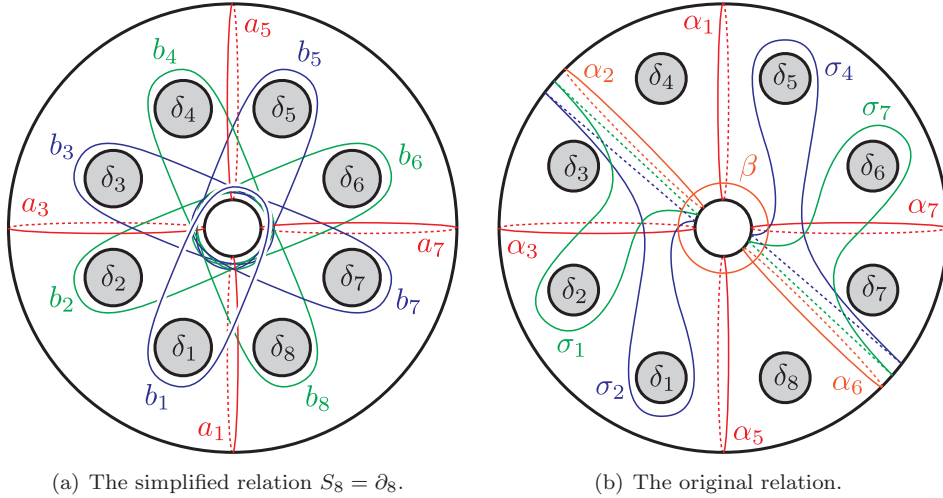 a₅
b₄
b₅
δ₄
δ₅
b₃
b₆
δ₃
δ₆
a₃
a₇
δ₂
δ₇
b₂
b₇
δ₁
δ₈
b₁
b₈
a₁
(a) The simplified relation S₈ = ∂₈.
α₁
α₂
σ₄
δ₄
δ₅
σ₇
δ₃
β
δ₆
α₃
α₇
δ₂
δ₇
σ₁
σ₂
δ₁
δ₈
α₆
α₅
(b) The original relation.